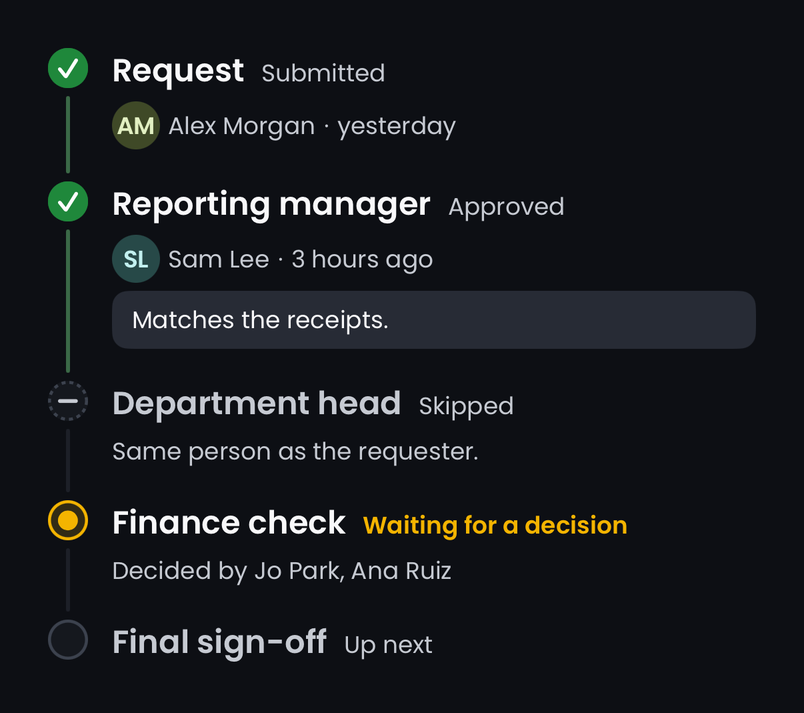 Request Submitted
AM Alex Morgan · yesterday
Reporting manager Approved
SL Sam Lee · 3 hours ago
Matches the receipts.
Department head Skipped
Same person as the requester.
Finance check Waiting for a decision
Decided by Jo Park, Ana Ruiz
Final sign-off Up next